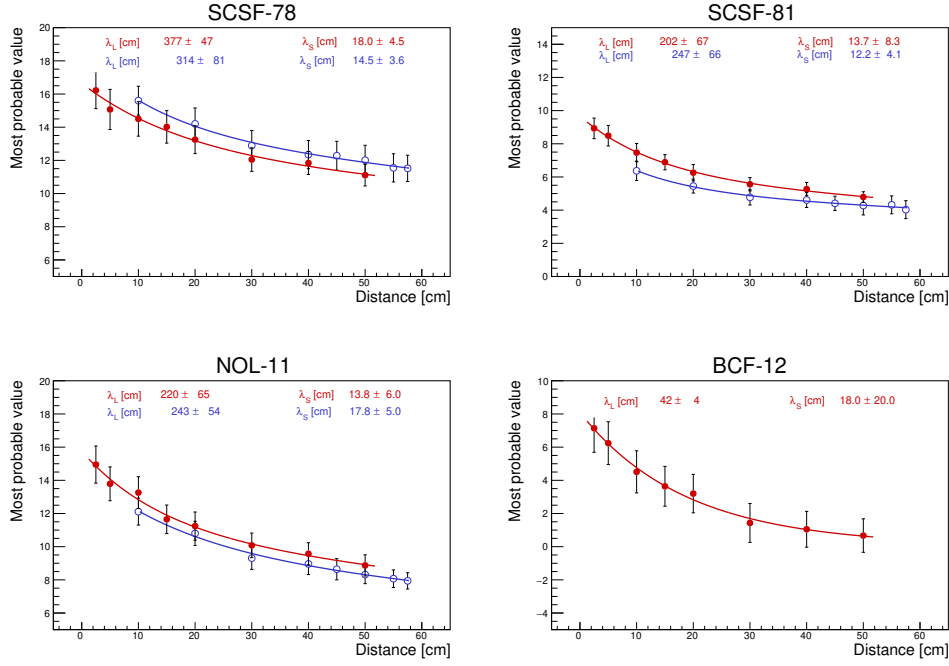 SCSF-78
λL [cm] 377 ± 47 λS [cm] 18.0 ± 4.5
λL [cm] 314 ± 81 λS [cm] 14.5 ± 3.6
Most probable value
20
18
16
14
12
10
8
6
0 10 20 30 40 50 60
Distance [cm]
SCSF-81
λL [cm] 202 ± 67 λS [cm] 13.7 ± 8.3
λL [cm] 247 ± 66 λS [cm] 12.2 ± 4.1
Most probable value
14
12
10
8
6
4
2
0
0 10 20 30 40 50 60
Distance [cm]
NOL-11
λL [cm] 220 ± 65 λS [cm] 13.8 ± 6.0
λL [cm] 243 ± 54 λS [cm] 17.8 ± 5.0
Most probable value
20
18
16
14
12
10
8
6
0 10 20 30 40 50 60
Distance [cm]
BCF-12
λL [cm] 42 ± 4 λS [cm] 18.0 ± 20.0
Most probable value
10
8
6
4
2
0
−2
−4
0 10 20 30 40 50 60
Distance [cm]